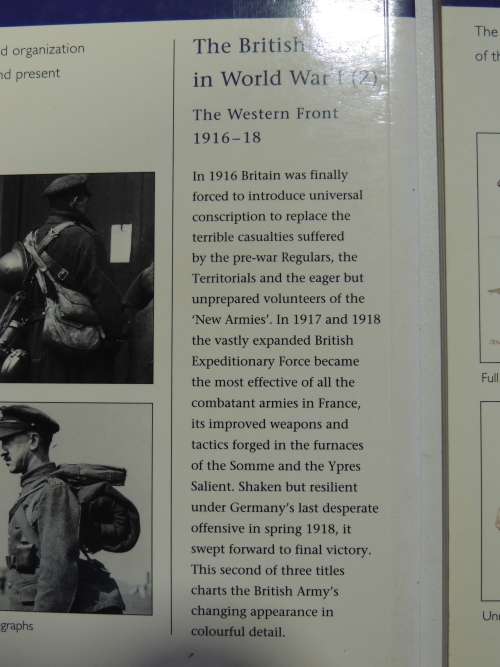 d organization
nd present
The British
in World War I (2)
The Western Front
1916–18
In 1916 Britain was finally
forced to introduce universal
conscription to replace the
terrible casualties suffered
by the pre-war Regulars, the
Territorials and the eager but
unprepared volunteers of the
‘New Armies’. In 1917 and 1918
the vastly expanded British
Expeditionary Force became
the most effective of all the
combatant armies in France,
its improved weapons and
tactics forged in the furnaces
of the Somme and the Ypres
Salient. Shaken but resilient
under Germany’s last desperate
offensive in spring 1918, it
swept forward to final victory.
This second of three titles
charts the British Army’s
changing appearance in
colourful detail.
graphs
The
of th
Full
Un